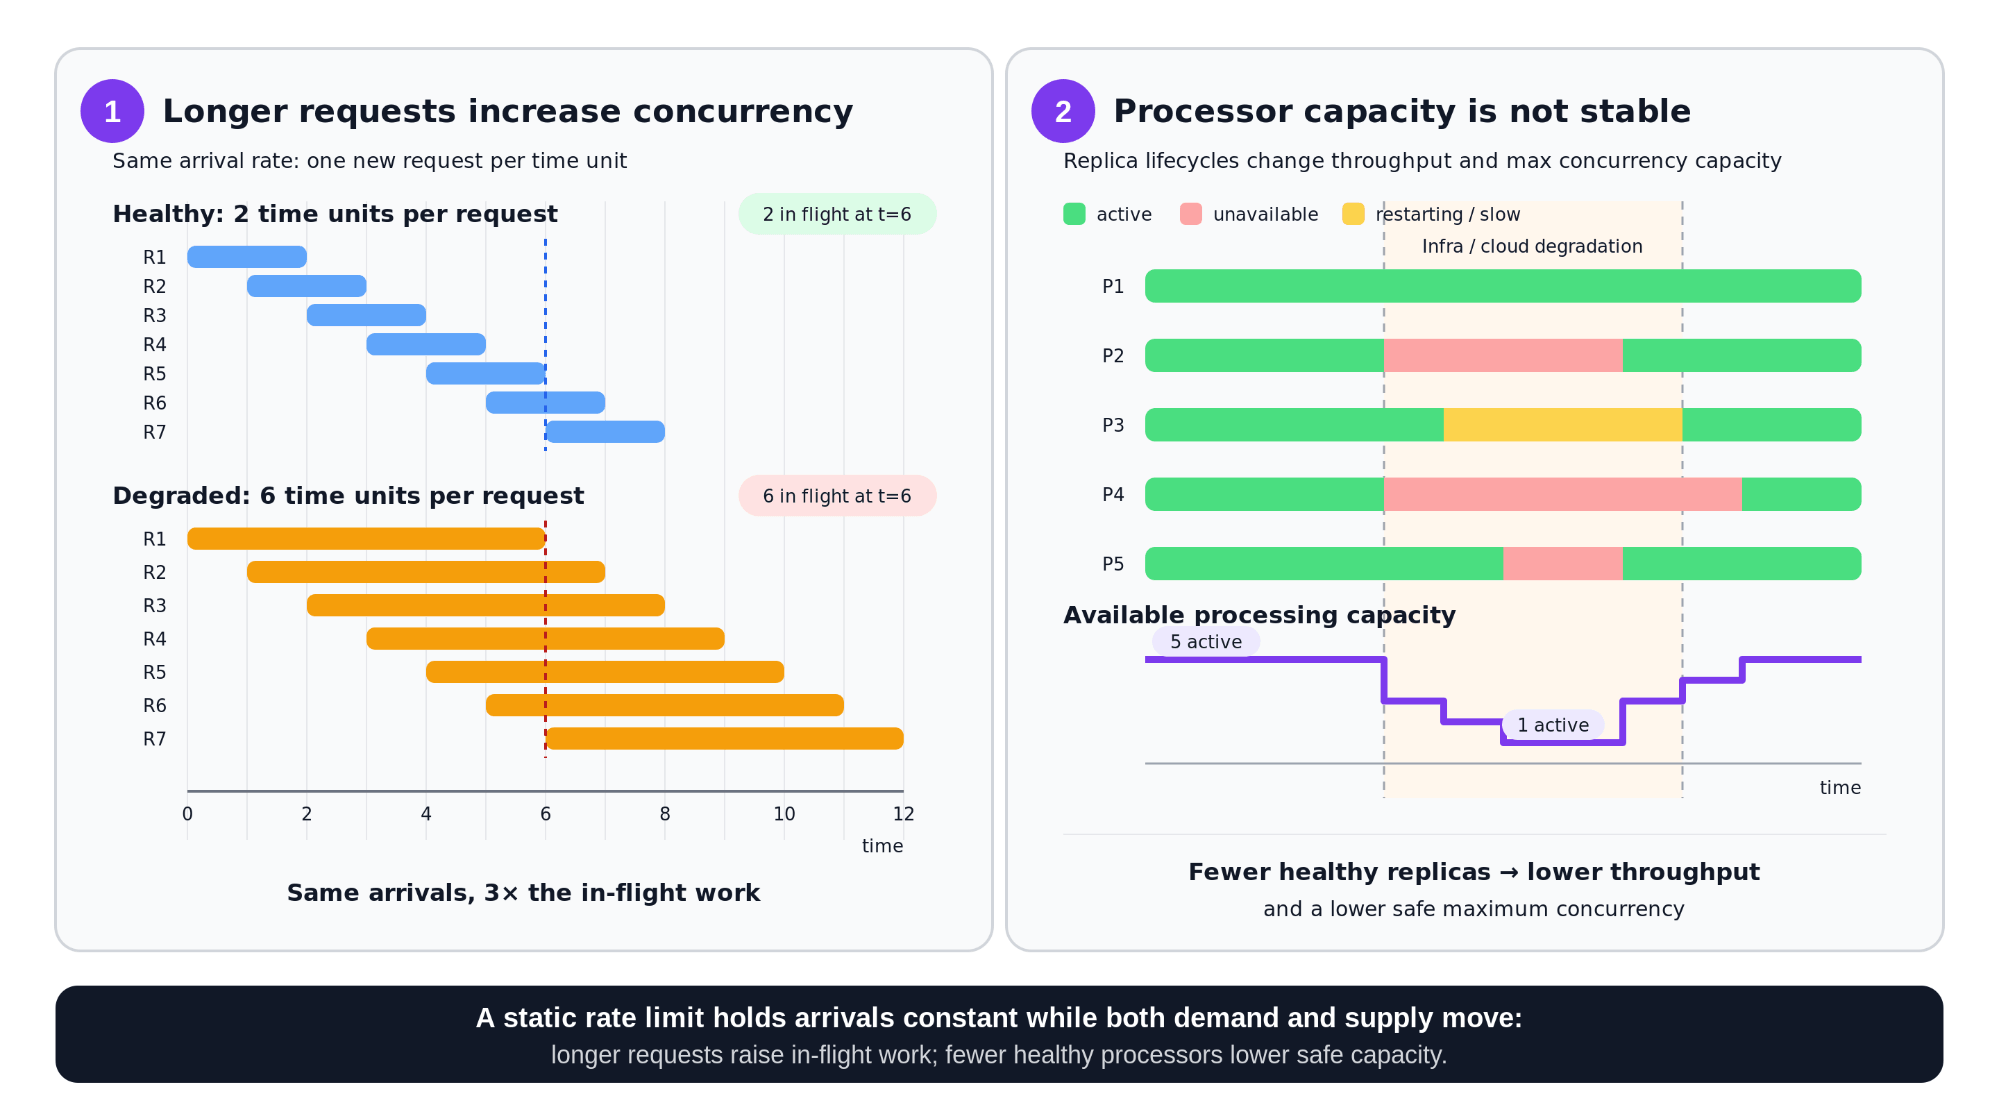 1 Longer requests increase concurrency
Same arrival rate: one new request per time unit
Healthy: 2 time units per request
2 in flight at t=6
R1
R2
R3
R4
R5
R6
R7
Degraded: 6 time units per request
6 in flight at t=6
R1
R2
R3
R4
R5
R6
R7
0 2 4 6 8 10 12
time
Same arrivals, 3× the in-flight work
2 Processor capacity is not stable
Replica lifecycles change throughput and max concurrency capacity
active unavailable restarting / slow
Infra / cloud degradation
P1
P2
P3
P4
P5
Available processing capacity
5 active
1 active
time
Fewer healthy replicas → lower throughput
and a lower safe maximum concurrency
A static rate limit holds arrivals constant while both demand and supply move:
longer requests raise in-flight work; fewer healthy processors lower safe capacity.